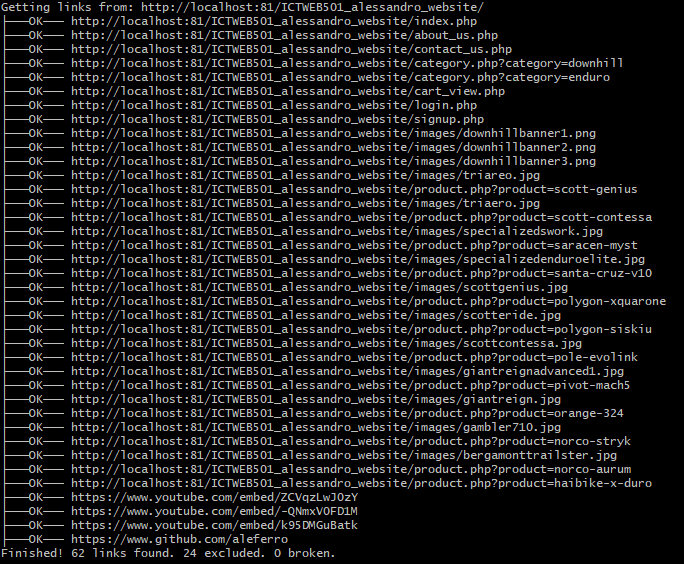 Getting links from: http://localhost:81/ICTWEB501_alessandro_website/
├───OK─── http://localhost:81/ICTWEB501_alessandro_website/index.php
├───OK─── http://localhost:81/ICTWEB501_alessandro_website/about_us.php
├───OK─── http://localhost:81/ICTWEB501_alessandro_website/contact_us.php
├───OK─── http://localhost:81/ICTWEB501_alessandro_website/category.php?category=downhill
├───OK─── http://localhost:81/ICTWEB501_alessandro_website/category.php?category=enduro
├───OK─── http://localhost:81/ICTWEB501_alessandro_website/cart_view.php
├───OK─── http://localhost:81/ICTWEB501_alessandro_website/login.php
├───OK─── http://localhost:81/ICTWEB501_alessandro_website/signup.php
├───OK─── http://localhost:81/ICTWEB501_alessandro_website/images/downhillbanner1.png
├───OK─── http://localhost:81/ICTWEB501_alessandro_website/images/downhillbanner2.png
├───OK─── http://localhost:81/ICTWEB501_alessandro_website/images/downhillbanner3.png
├───OK─── http://localhost:81/ICTWEB501_alessandro_website/images/triareo.jpg
├───OK─── http://localhost:81/ICTWEB501_alessandro_website/product.php?product=scott-genius
├───OK─── http://localhost:81/ICTWEB501_alessandro_website/images/triaero.jpg
├───OK─── http://localhost:81/ICTWEB501_alessandro_website/product.php?product=scott-contessa
├───OK─── http://localhost:81/ICTWEB501_alessandro_website/images/specializedswork.jpg
├───OK─── http://localhost:81/ICTWEB501_alessandro_website/product.php?product=saracen-myst
├───OK─── http://localhost:81/ICTWEB501_alessandro_website/images/specializedenduroelite.jpg
├───OK─── http://localhost:81/ICTWEB501_alessandro_website/product.php?product=santa-cruz-v10
├───OK─── http://localhost:81/ICTWEB501_alessandro_website/images/scottgenius.jpg
├───OK─── http://localhost:81/ICTWEB501_alessandro_website/product.php?product=polygon-xquarone
├───OK─── http://localhost:81/ICTWEB501_alessandro_website/images/scotteride.jpg
├───OK─── http://localhost:81/ICTWEB501_alessandro_website/product.php?product=polygon-siskiu
├───OK─── http://localhost:81/ICTWEB501_alessandro_website/images/scottcontessa.jpg
├───OK─── http://localhost:81/ICTWEB501_alessandro_website/product.php?product=pole-evolink
├───OK─── http://localhost:81/ICTWEB501_alessandro_website/images/giantreignadvanced1.jpg
├───OK─── http://localhost:81/ICTWEB501_alessandro_website/product.php?product=pivot-mach5
├───OK─── http://localhost:81/ICTWEB501_alessandro_website/images/giantreign.jpg
├───OK─── http://localhost:81/ICTWEB501_alessandro_website/product.php?product=orange-324
├───OK─── http://localhost:81/ICTWEB501_alessandro_website/images/gambler710.jpg
├───OK─── http://localhost:81/ICTWEB501_alessandro_website/product.php?product=norco-stryk
├───OK─── http://localhost:81/ICTWEB501_alessandro_website/images/bergamonttrailster.jpg
├───OK─── http://localhost:81/ICTWEB501_alessandro_website/product.php?product=norco-aurum
├───OK─── http://localhost:81/ICTWEB501_alessandro_website/product.php?product=haibike-x-duro
├───OK─── https://www.youtube.com/embed/ZCVqzLwJOzY
├───OK─── https://www.youtube.com/embed/-QNmxVOFD1M
├───OK─── https://www.youtube.com/embed/k95DMGuBatk
├───OK─── https://www.github.com/aleferro
Finished! 62 links found. 24 excluded. 0 broken.